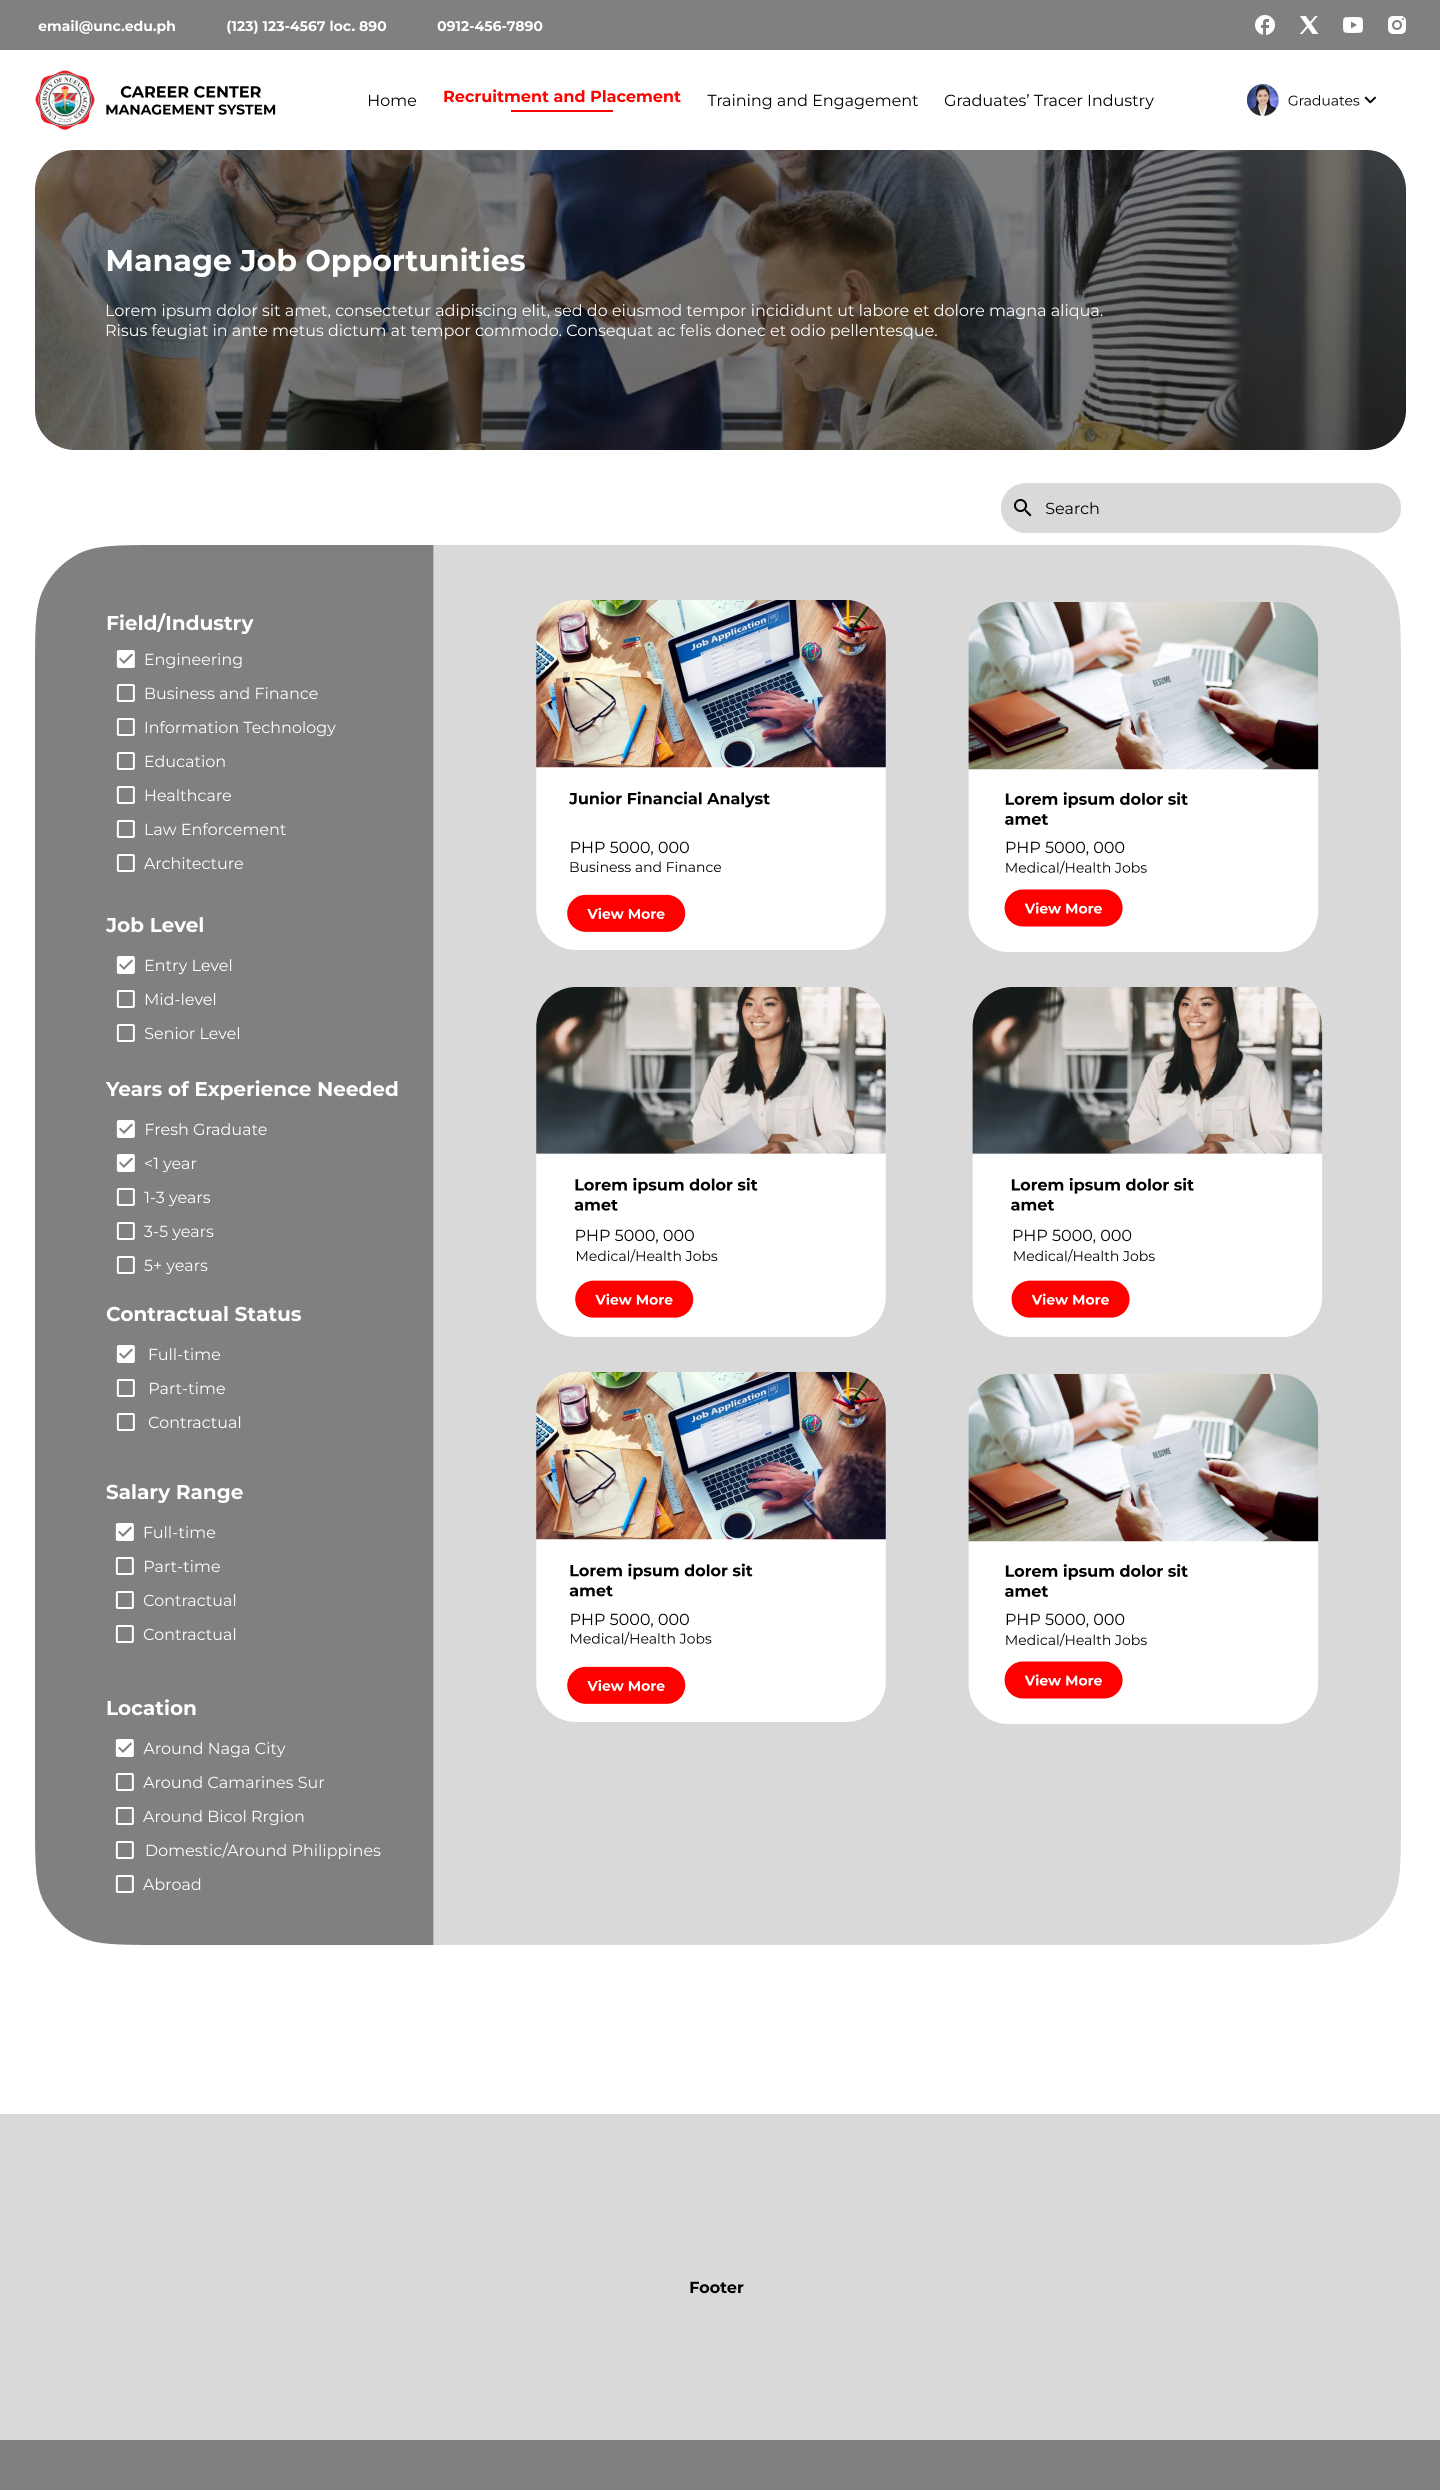 email@unc.edu.ph
(123) 123-4567 loc. 890
0912-456-7890
CAREER CENTER
MANAGEMENT SYSTEM
Home
Recruitment and Placement
Training and Engagement
Graduates’ Tracer Industry
Graduates
Manage Job Opportunities
Lorem ipsum dolor sit amet, consectetur adipiscing elit, sed do eiusmod tempor incididunt ut labore et dolore magna aliqua.
Risus feugiat in ante metus dictum at tempor commodo. Consequat ac felis donec et odio pellentesque.
Search
Field/Industry
Engineering
Business and Finance
Information Technology
Education
Healthcare
Law Enforcement
Architecture
Job Level
Entry Level
Mid-level
Senior Level
Years of Experience Needed
Fresh Graduate
<1 year
1-3 years
3-5 years
5+ years
Contractual Status
Full-time
Part-time
Contractual
Salary Range
Full-time
Part-time
Contractual
Contractual
Location
Around Naga City
Around Camarines Sur
Around Bicol Rrgion
Domestic/Around Philippines
Abroad
Job Application
Junior Financial Analyst
PHP 5000, 000
Business and Finance
View More
RESUME
Lorem ipsum dolor sit
amet
PHP 5000, 000
Medical/Health Jobs
View More
Lorem ipsum dolor sit
amet
PHP 5000, 000
Medical/Health Jobs
View More
Lorem ipsum dolor sit
amet
PHP 5000, 000
Medical/Health Jobs
View More
Job Application
Lorem ipsum dolor sit
amet
PHP 5000, 000
Medical/Health Jobs
View More
RESUME
Lorem ipsum dolor sit
amet
PHP 5000, 000
Medical/Health Jobs
View More
Footer